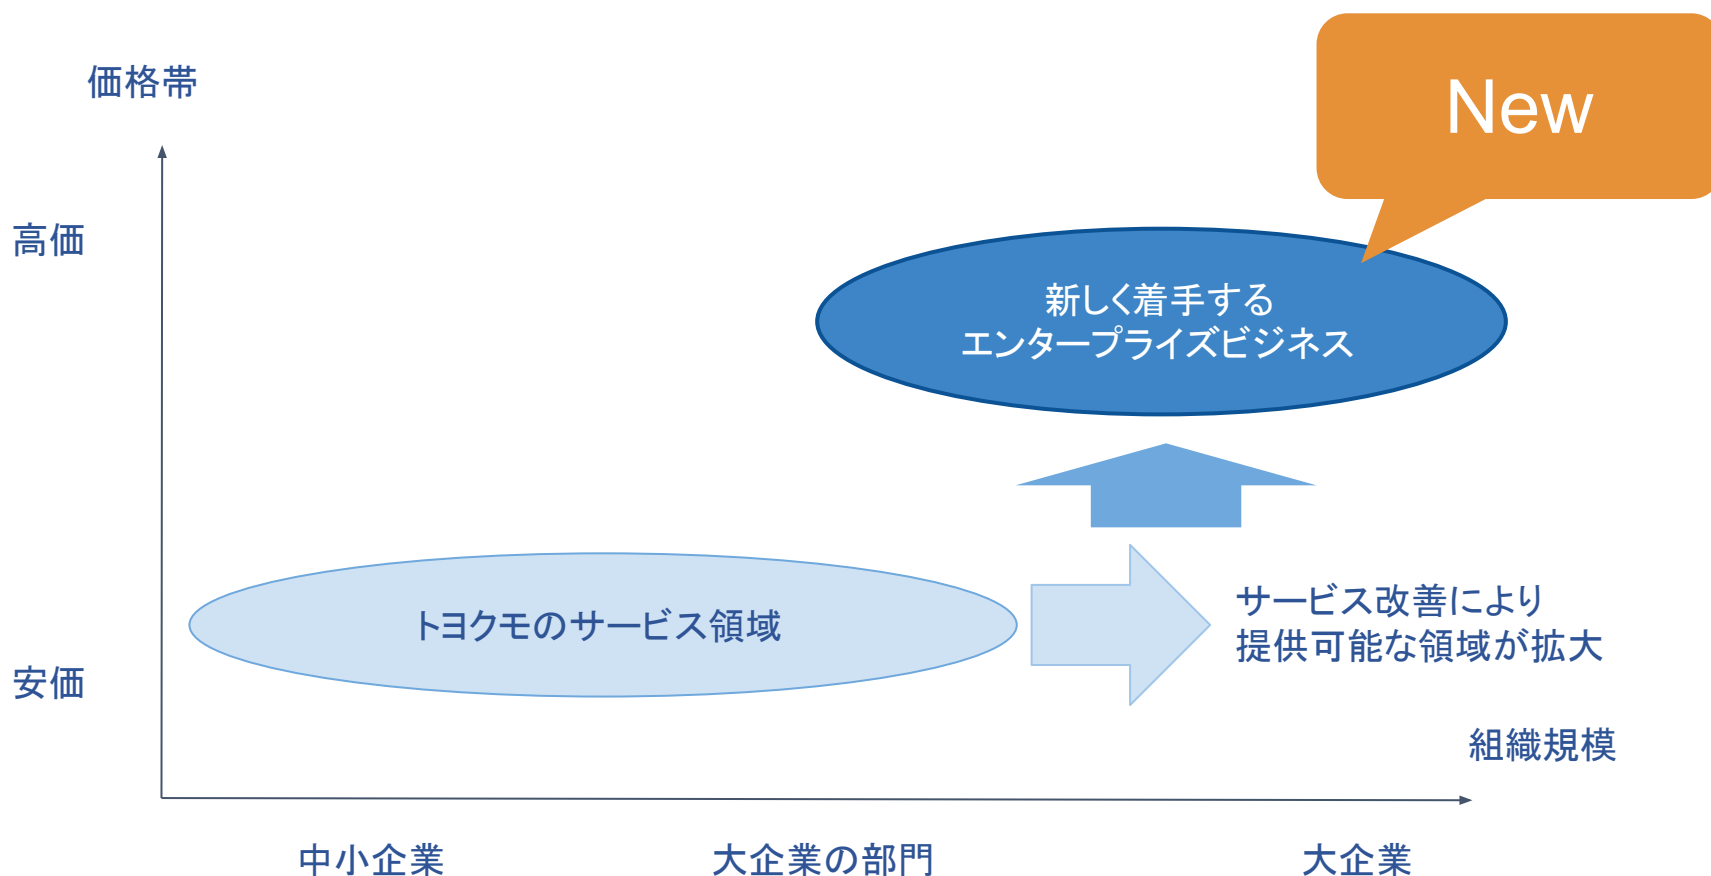 価格帯
New
高価
新しく着手する
エンタープライズビジネス
トヨクモのサービス領域
サービス改善により
提供可能な領域が拡大
安価
組織規模
中小企業
大企業の部門
大企業